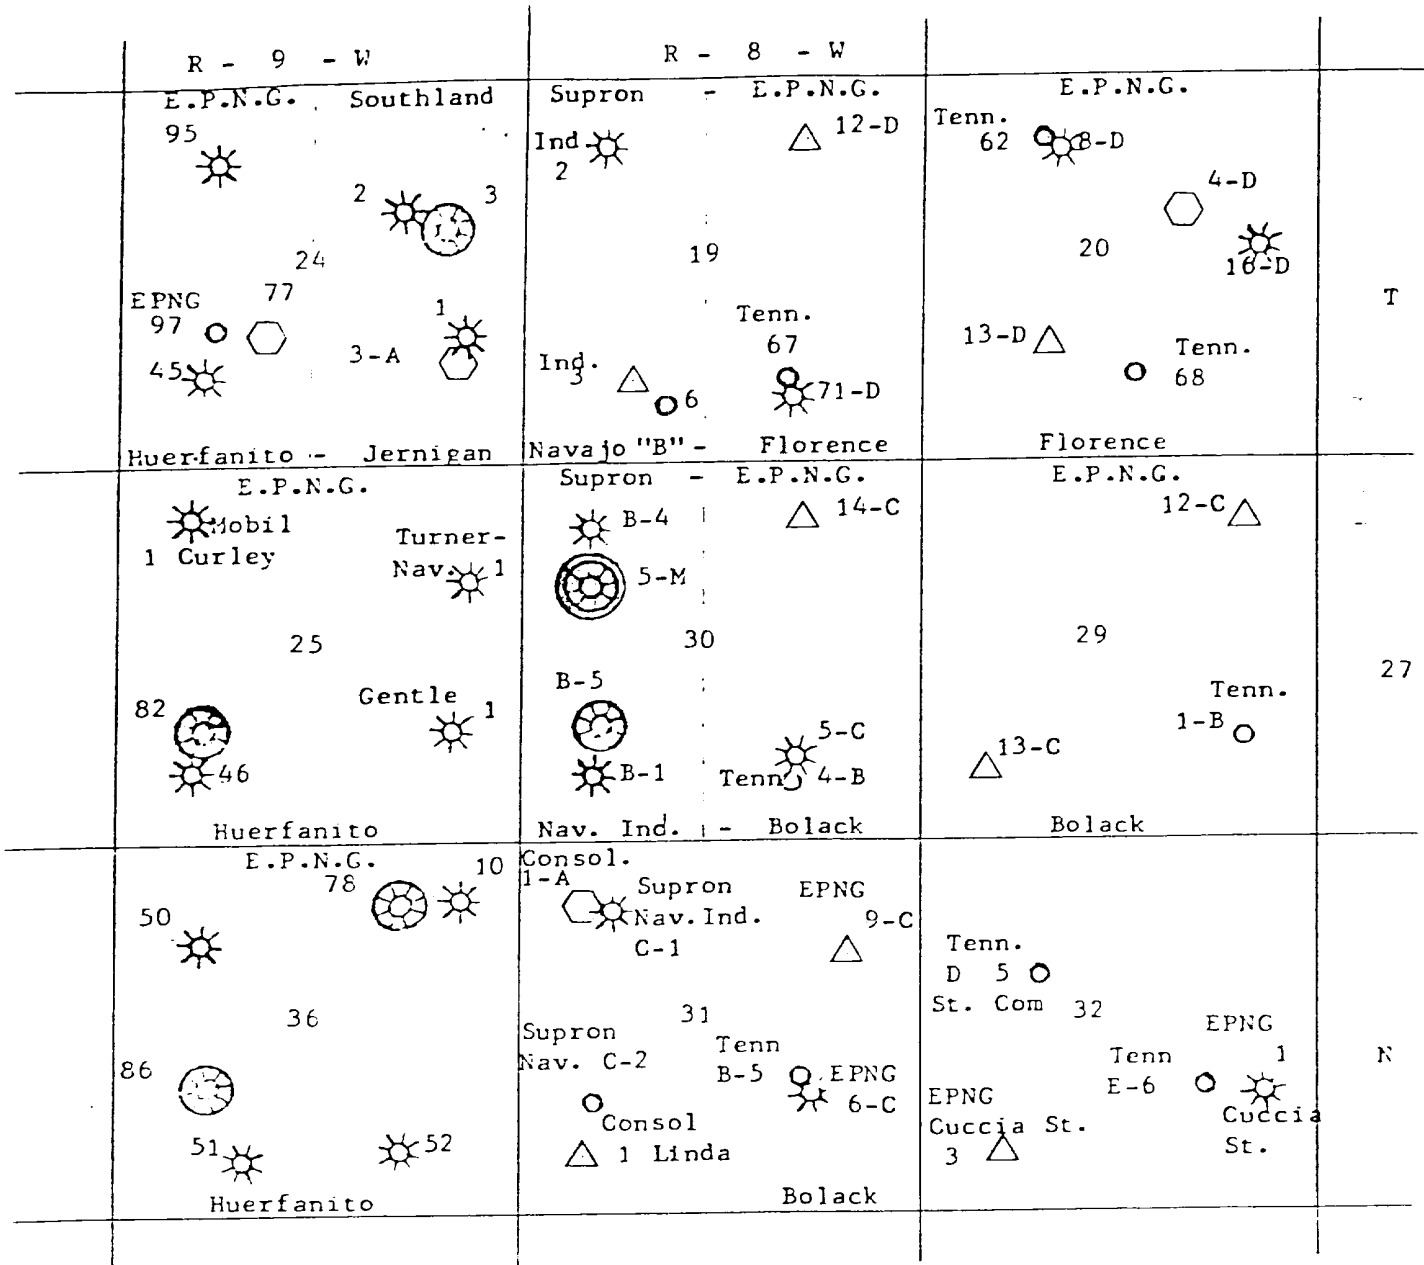 R - 9 - W
R - 8 - W
E.P.N.G. Southland
95
2 3
24
EPNG
97 77
1
3-A
45
Huerfanito - Jernigan
Supron - E.P.N.G.
Ind
2
12-D
19
Tenn.
67
Ind.
3
6
71-D
Navajo "B" - Florence
E.P.N.G.
Tenn.
62 8-D
4-D
20
16-D
13-D
Tenn.
68
Florence
T
E.P.N.G.
Mobil
1 Curley
Turner-
Nav. 1
25
82
Gentle 1
46
Huerfanito
Supron - E.P.N.G.
B-4
14-C
5-M
30
B-5
5-C
B-1
Tenn 4-B
Nav. Ind. - Bolack
E.P.N.G.
12-C
29
Tenn.
1-B
13-C
Bolack
27
E.P.N.G.
78 10
50
36
86
51 52
Huerfanito
Consol.
1-A
Supron
Nav.Ind.
C-1
EPNG
9-C
31
Supron
Nav. C-2
Tenn
B-5
EPNG
6-C
Consol
1 Linda
Bolack
Tenn.
D 5
St. Com
32
EPNG
1
Tenn
E-6
EPNG
Cuccia St.
3
Cuccia
St.
N